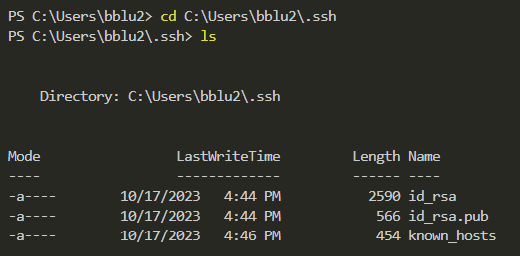 PS C:\Users\bblu2> cd C:\Users\bblu2\.ssh
PS C:\Users\bblu2\.ssh> ls
Directory: C:\Users\bblu2\.ssh
Mode LastWriteTime Length Name
---- ------------- ------ ----
-a---- 10/17/2023 4:44 PM 2590 id_rsa
-a---- 10/17/2023 4:44 PM 566 id_rsa.pub
-a---- 10/17/2023 4:46 PM 454 known_hosts